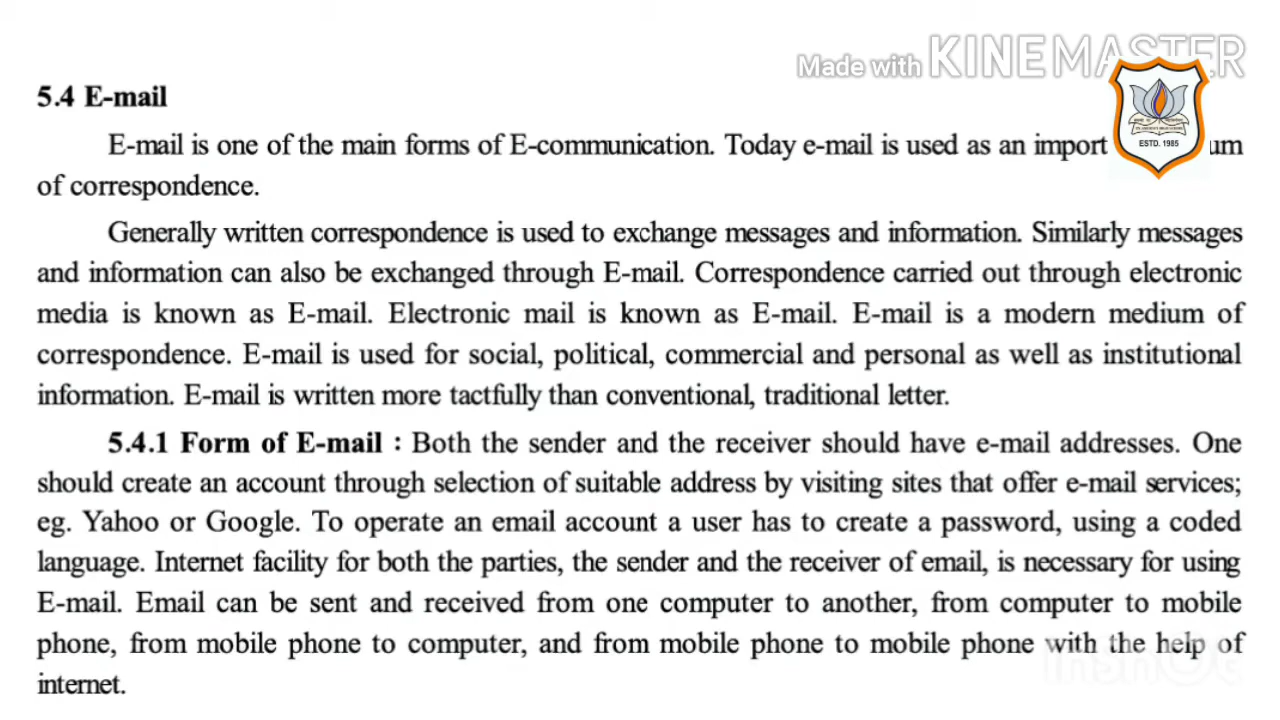 Made with KINEMASTER
5.4 E-mail
E-mail is one of the main forms of E-communication. Today e-mail is used as an import um
of correspondence.
Generally written correspondence is used to exchange messages and information. Similarly messages
and information can also be exchanged through E-mail. Correspondence carried out through electronic
media is known as E-mail. Electronic mail is known as E-mail. E-mail is a modern medium of
correspondence. E-mail is used for social, political, commercial and personal as well as institutional
information. E-mail is written more tactfully than conventional, traditional letter.
5.4.1 Form of E-mail : Both the sender and the receiver should have e-mail addresses. One
should create an account through selection of suitable address by visiting sites that offer e-mail services;
eg. Yahoo or Google. To operate an email account a user has to create a password, using a coded
language. Internet facility for both the parties, the sender and the receiver of email, is necessary for using
E-mail. Email can be sent and received from one computer to another, from computer to mobile
phone, from mobile phone to computer, and from mobile phone to mobile phone with the help of
internet.
ESTD. 1985